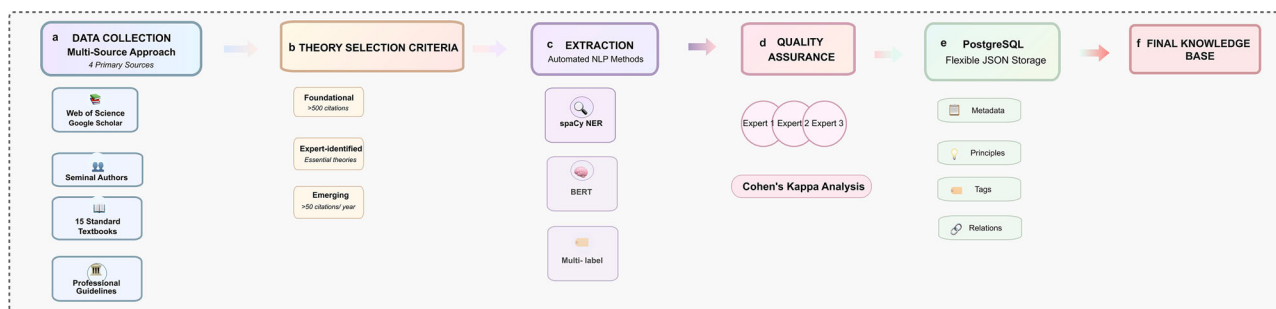 a DATA COLLECTION
Multi-Source Approach
4 Primary Sources
Web of Science
Google Scholar
Seminal Authors
15 Standard
Textbooks
Professional
Guidelines
b THEORY SELECTION CRITERIA
Foundational
>500 citations
Expert-identified
Essential theories
Emerging
>50 citations/ year
c EXTRACTION
Automated NLP Methods
spaCy NER
BERT
Multi- label
d QUALITY
ASSURANCE
Expert 1 Expert 2 Expert 3
Cohen's Kappa Analysis
e PostgreSQL
Flexible JSON Storage
Metadata
Principles
Tags
Relations
f FINAL KNOWLEDGE
BASE